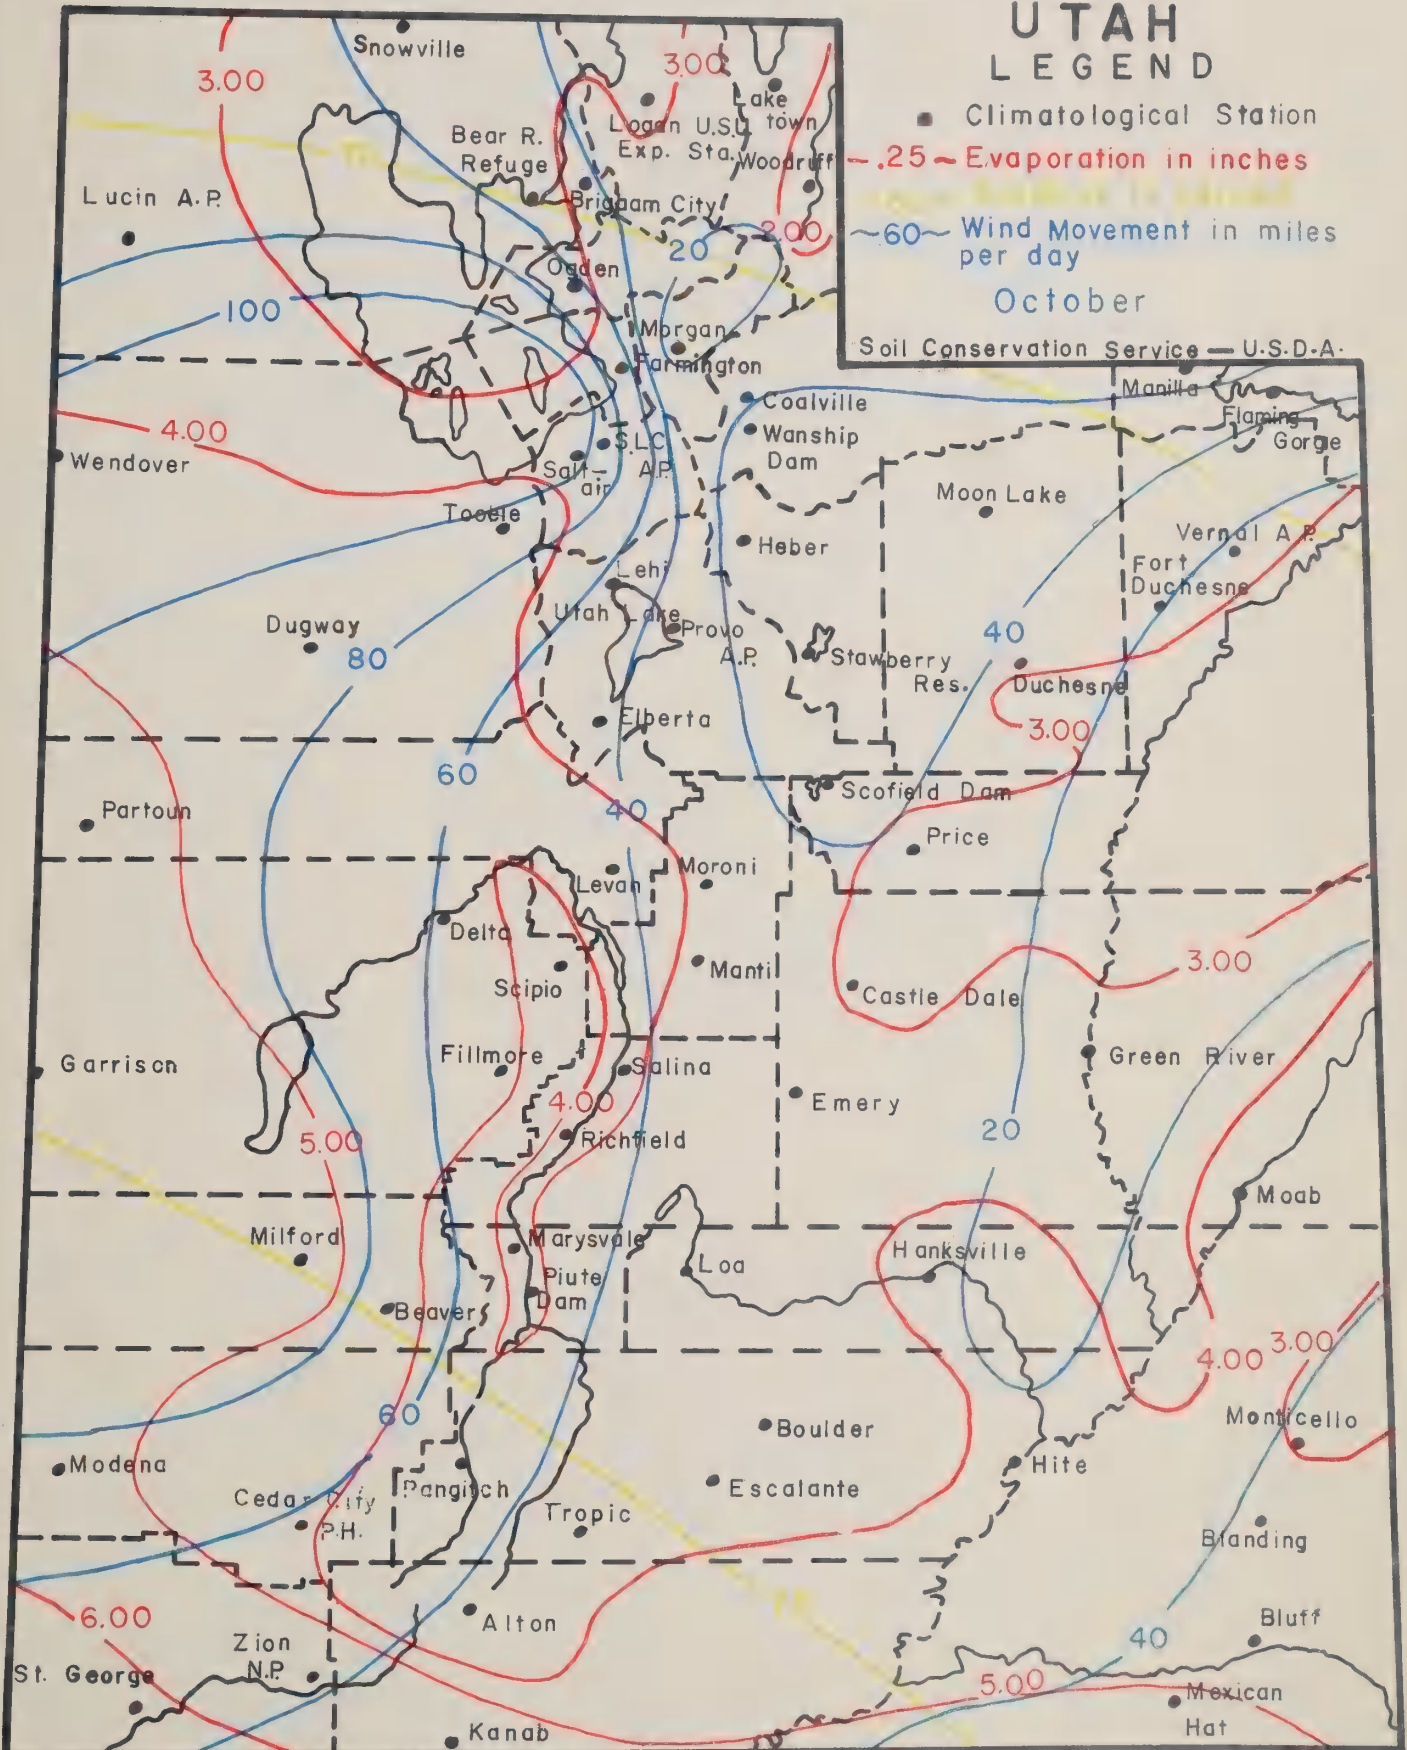 UTAH
LEGEND
Climatological Station
.25 Evaporation in inches
60 Wind Movement in miles
per day
October
Soil Conservation Service — U.S.D.A.
Snowville
3.00
3.00
Lake
town
Logan U.S.U.
Exp. Sta.
Bear R.
Refuge
Woodruff
Lucin A.P.
Brigham City
20
2.00
Ogden
100
Morgan
Farmington
Manilla
Flaming
Gorge
Coalville
4.00
Wanship
Dam
S.L.C.
A.P.
Wendover
Salt-
air
Moon Lake
Tooele
Heber
Vernal A.P.
Fort
Duchesne
Lehi
Utah Lake
Provo
A.P.
Dugway
80
40
Stawberry
Res.
Duchesne
Elberta
3.00
60
Scofield Dam
Partoun
40
Price
Levan
Moroni
Delta
Manti
3.00
Scipio
Castle Dale
Fillmore
Garrison
Salina
Green River
4.00
Emery
5.00
Richfield
20
Moab
Milford
Marysvale
Hanksville
Loa
Piute
Dam
Beaver
4.00
3.00
60
Boulder
Monticello
Modena
Hite
Pangitch
Escalante
Cedar City
P.H.
Tropic
Blanding
6.00
Alton
Bluff
Zion
N.P.
40
St. George
5.00
Mexican
Hat
Kanab